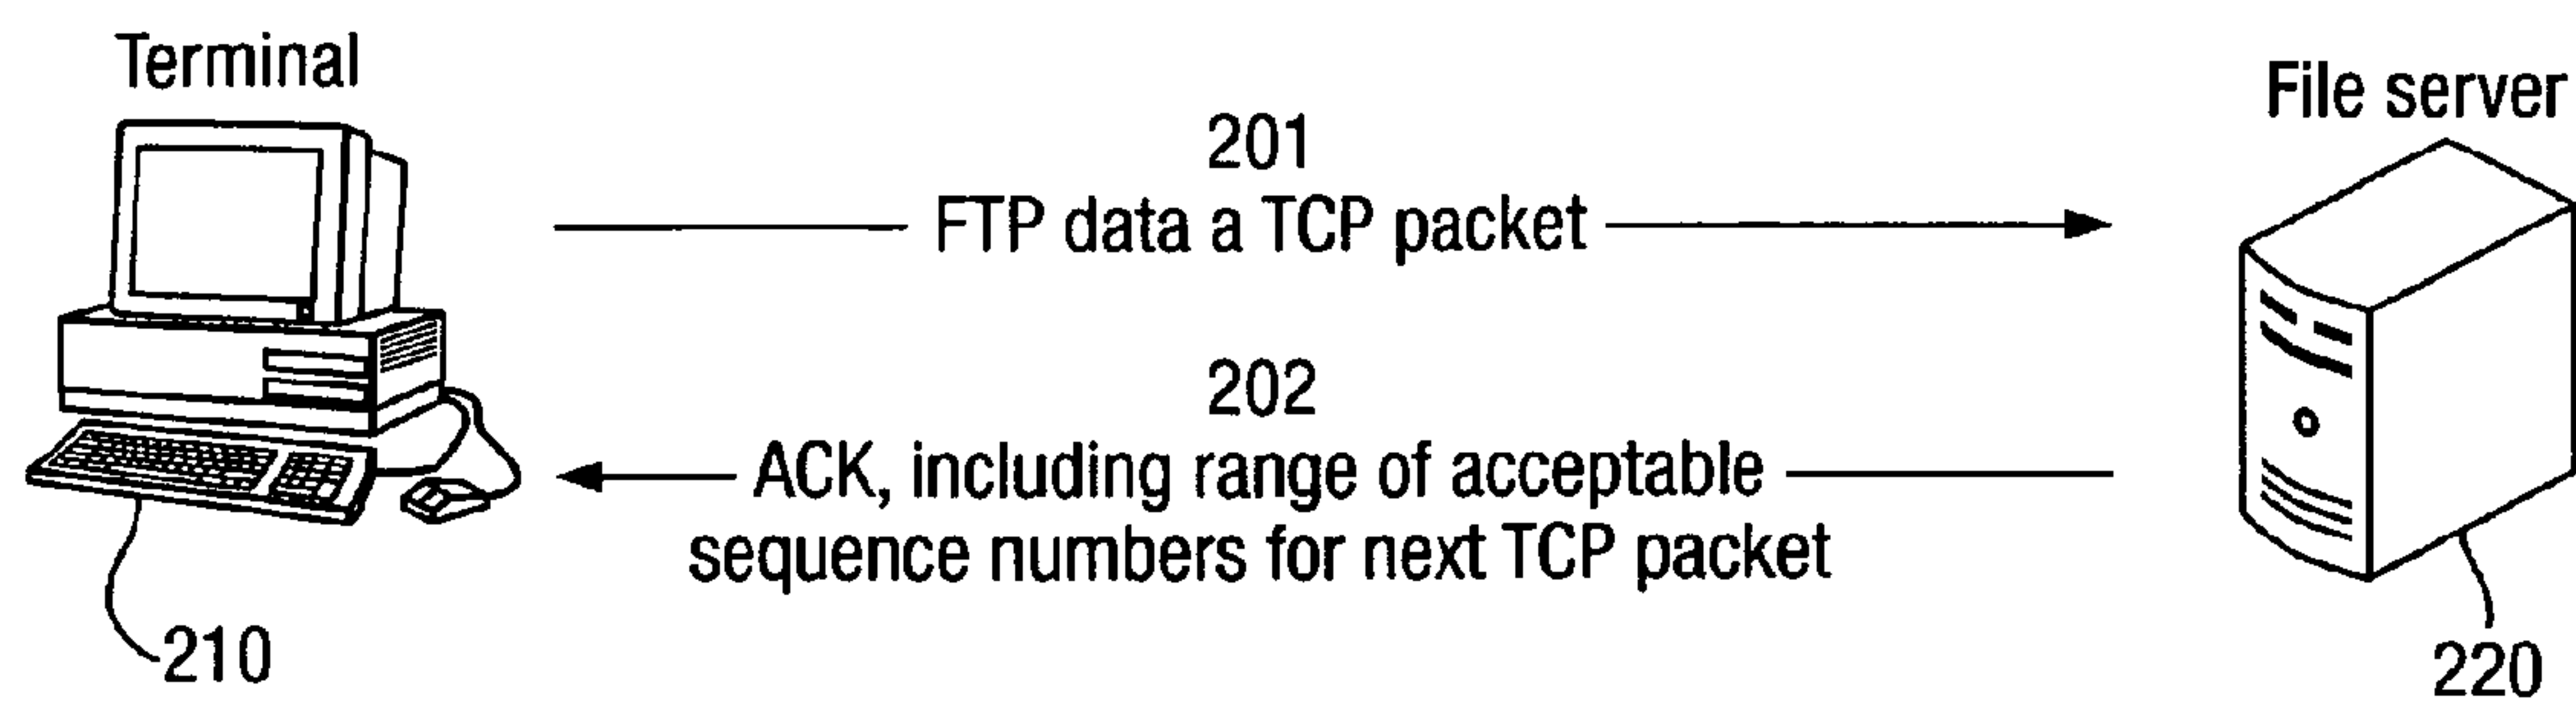 Terminal
File server
201
FTP data a TCP packet
202
ACK, including range of acceptable
sequence numbers for next TCP packet
210
220